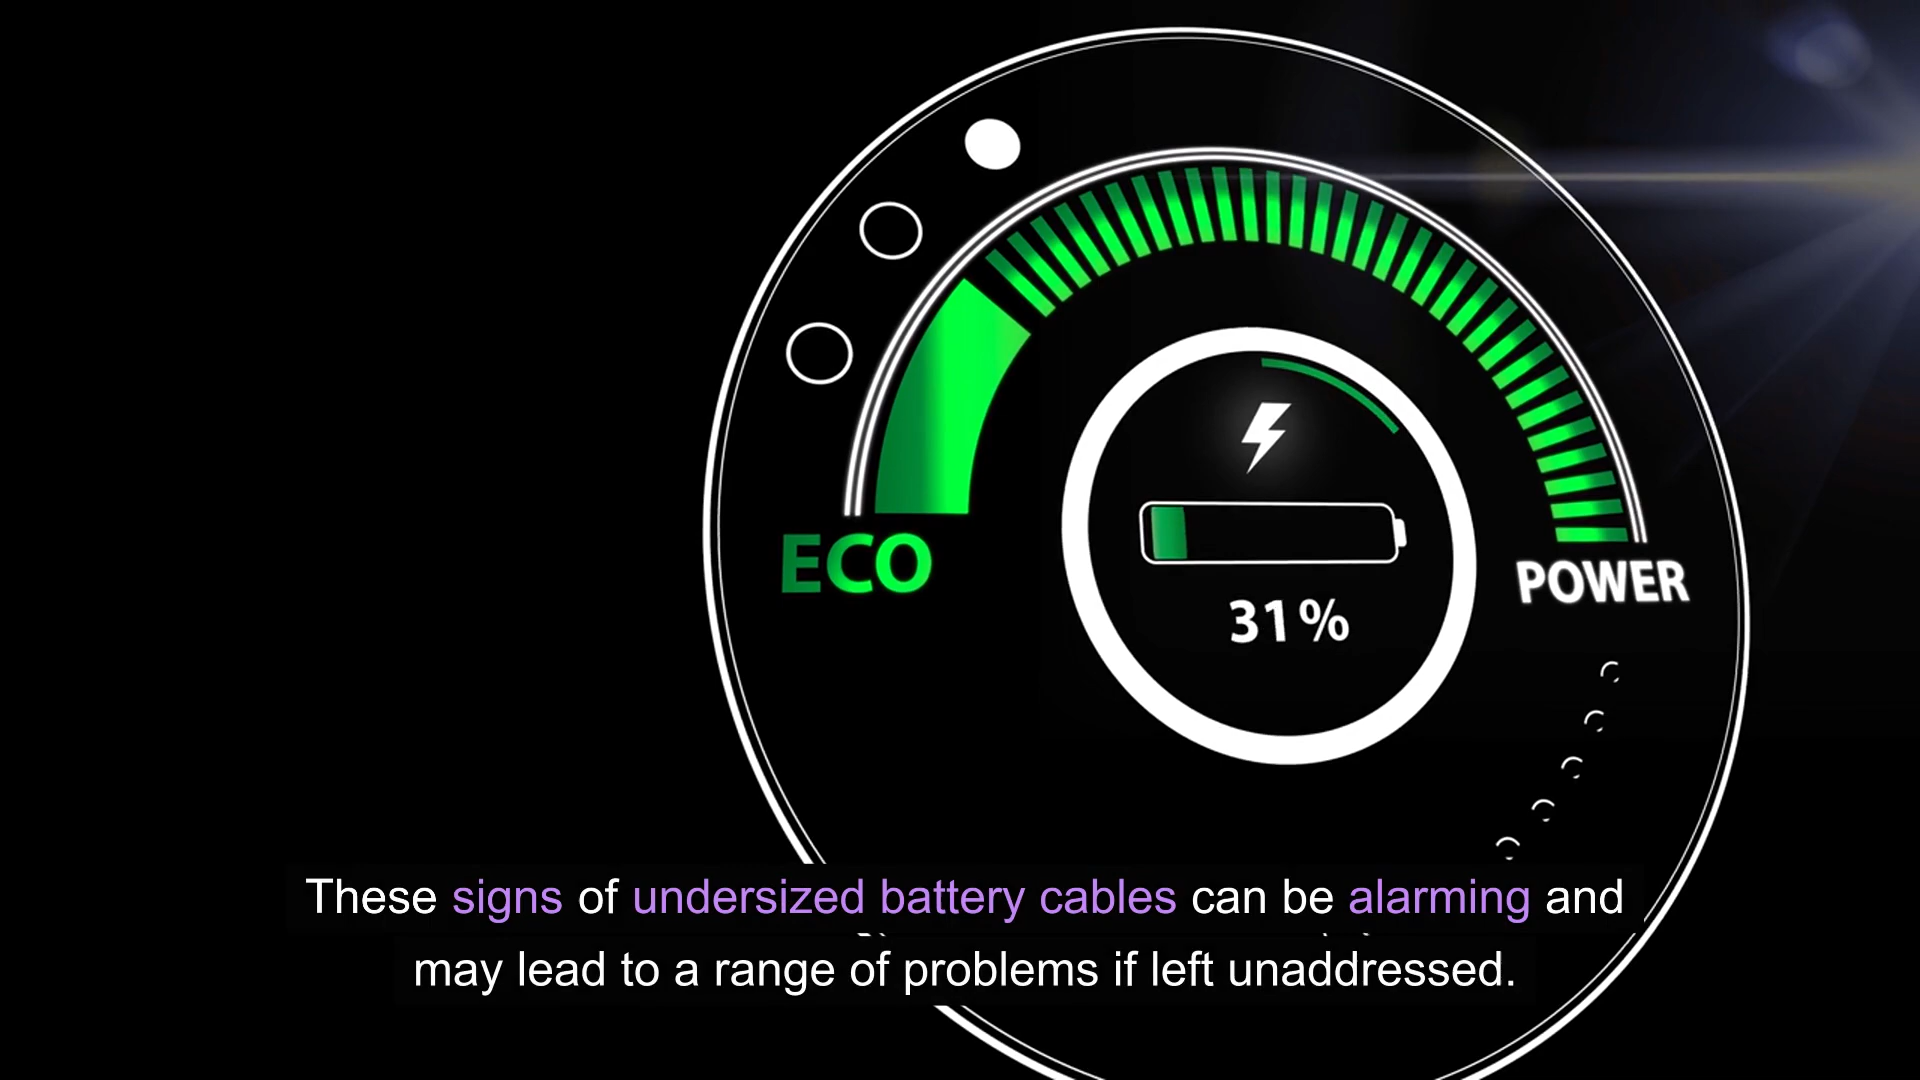 ECO
POWER
31%
These signs of undersized battery cables can be alarming and
may lead to a range of problems if left unaddressed.